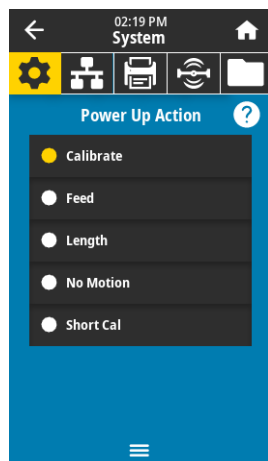 02:19 PM
System
Power Up Action
?
Calibrate
Feed
Length
No Motion
Short Cal